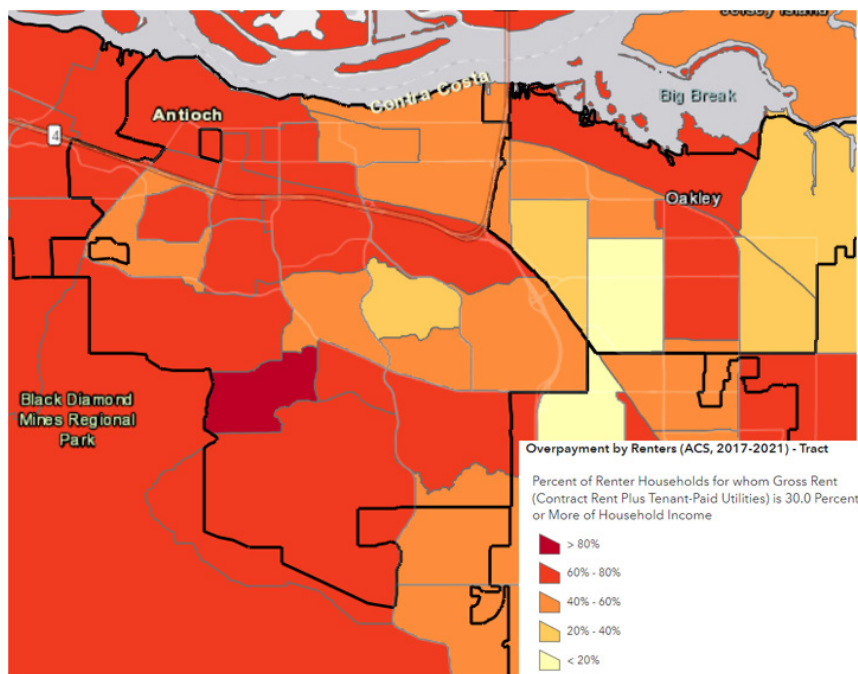 Jersey Island
Contra Costa
Big Break
Antioch
4
Oakley
Black Diamond
Mines Regional
Park
Overpayment by Renters (ACS, 2017-2021) - Tract
Percent of Renter Households for whom Gross Rent
(Contract Rent Plus Tenant-Paid Utilities) is 30.0 Percent
or More of Household Income
> 80%
60% - 80%
40% - 60%
20% - 40%
< 20%